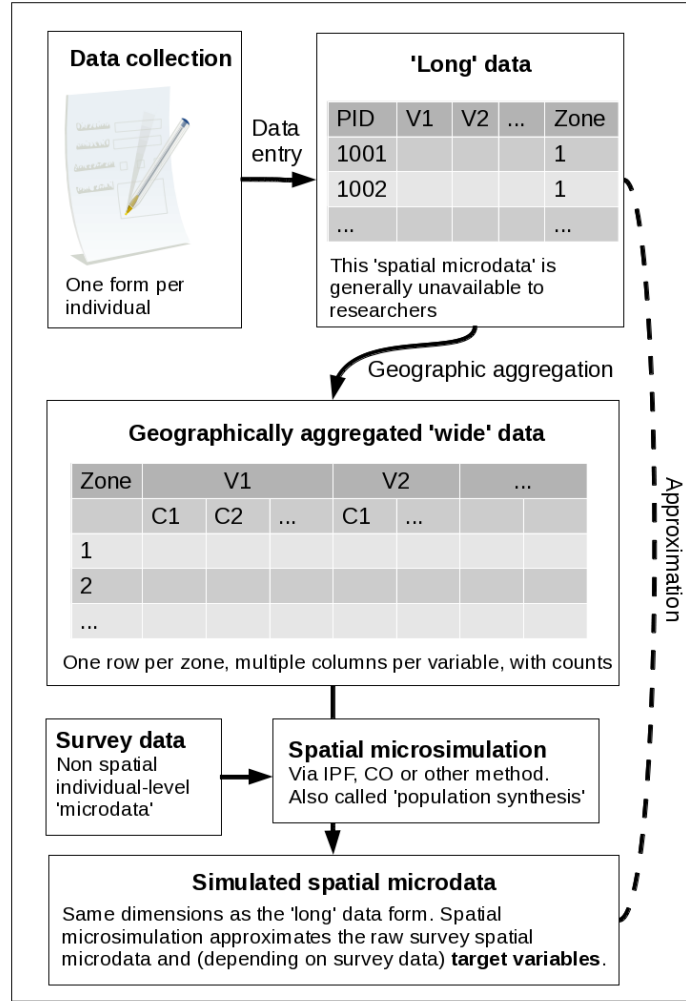 Data collection
One form per
individual
Data
entry
'Long' data
PID V1 V2 ... Zone
1001 1
1002 1
... ...
This 'spatial microdata' is
generally unavailable to
researchers
Geographic aggregation
Geographically aggregated 'wide' data
Zone V1 V2 ...
C1 C2 ... C1 ...
1
2
...
One row per zone, multiple columns per variable, with counts
Approximation
Survey data
Non spatial
individual-level
'microdata'
Spatial microsimulation
Via IPF, CO or other method.
Also called 'population synthesis'
Simulated spatial microdata
Same dimensions as the 'long' data form. Spatial
microsimulation approximates the raw survey spatial
microdata and (depending on survey data) target variables.